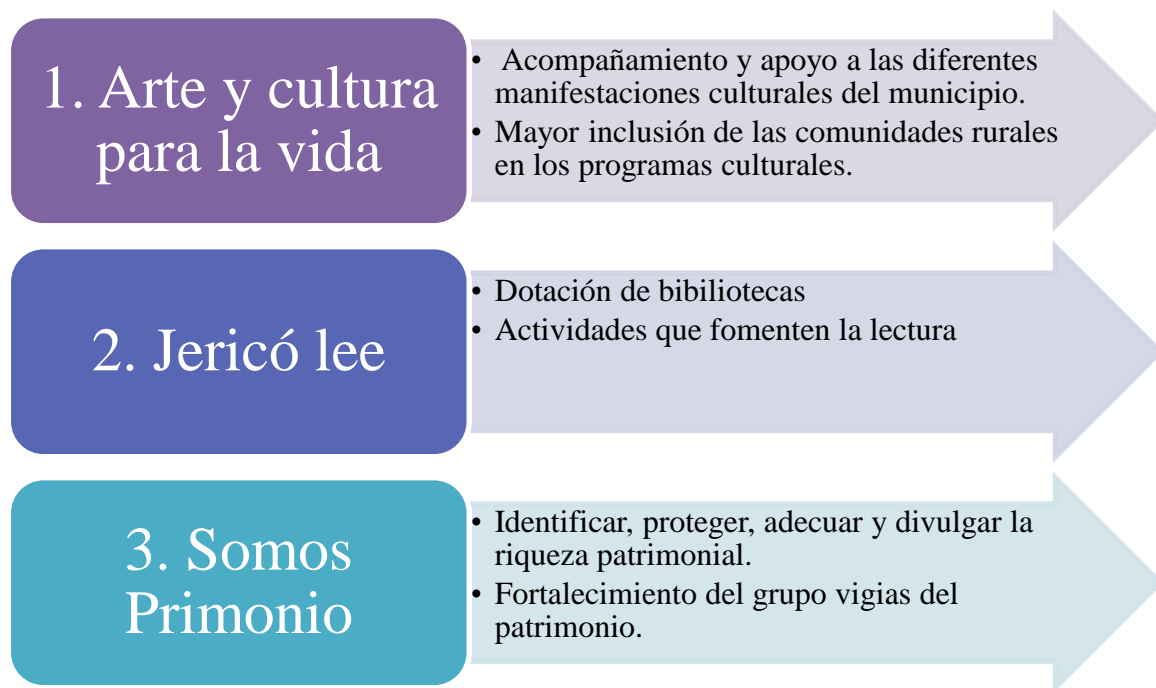 1. Arte y cultura
para la vida
• Acompañamiento y apoyo a las diferentes
manifestaciones culturales del municipio.
• Mayor inclusión de las comunidades rurales
en los programas culturales.
2. Jericó lee
• Dotación de bibiliotecas
• Actividades que fomenten la lectura
3. Somos
Primonio
• Identificar, proteger, adecuar y divulgar la
riqueza patrimonial.
• Fortalecimiento del grupo vigias del
patrimonio.